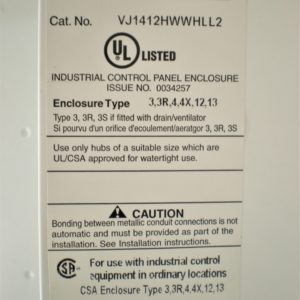 Cat. No. VJ1412HWWHLL2
UL LISTED
INDUSTRIAL CONTROL PANEL ENCLOSURE
ISSUE NO. 0034257
Enclosure Type 3,3R,4,4X,12,13
Type 3, 3R, 3S if fitted with drain/Ventilator
Si pourvu d'un orifice d'ecoulement/aeratgor 3, 3R, 3S
Use only hubs of a suitable size which are
UL/CSA approved for watertight use.
CAUTION
Bonding between metallic conduit connections is not
automatic and must be provided as part of the
installation. See Installation instructions.
For use with industrial control
equipment in ordinary locations
CSA Enclosure Type 3,3R,4,4X,12,13